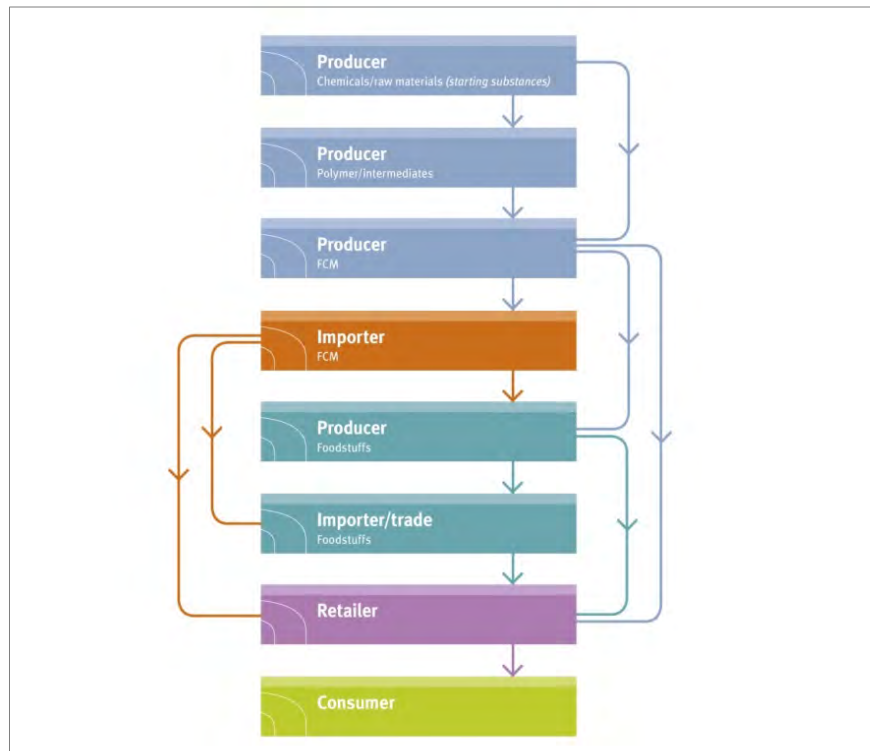 Producer
Chemicals/raw materials (starting substances)
Producer
Polymer/intermediates
Producer
FCM
Importer
FCM
Producer
Foodstuffs
Importer/trade
Foodstuffs
Retailer
Consumer